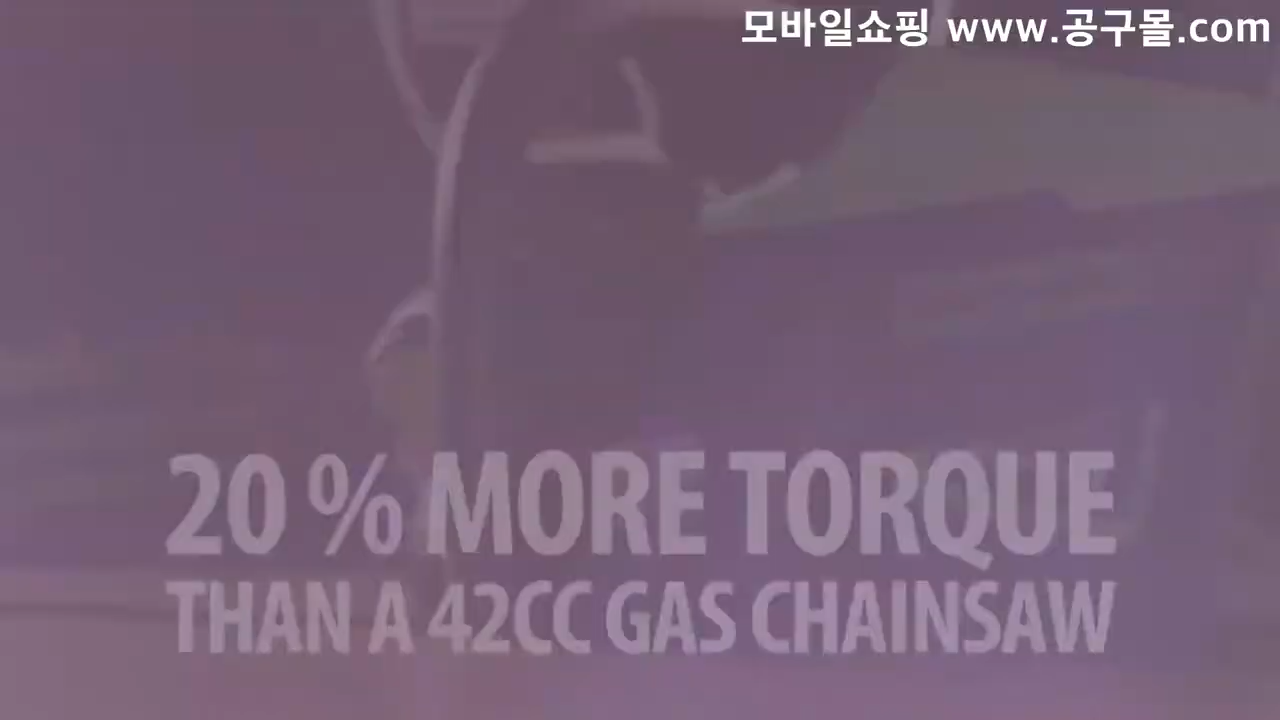 모바일쇼핑 www.공구몰.com
20 % MORE TORQUE
THAN A 42CC GAS CHAINSAW